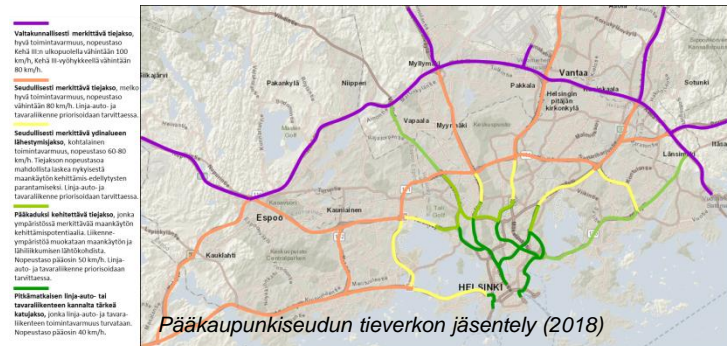 Valtakunnallisesti merkittävä tiejakso,
hyvä toimintavarmuus, nopeustaso
Kehä III:n ulkopuolella vähintään 100
km/h, Kehä III-vyöhykkeellä vähintään
80 km/h.
Seudullisesti merkittävä tiejakso, melko
hyvä toimintavarmuus, nopeustaso
vähintään 80 km/h. Linja-auto- ja
tavaraliikenne priorisoidaan tarvittaessa.
Seudullisesti merkittävä ydinalueen
lähestymisjakso, kohtalainen
toimintavarmuus, nopeustaso 60-80
km/h. Tiejakson nopeustasoa
mahdollista laskea nykyisestä
maankäytön kehittämis edellytysten
parantamiseksi. Linja-auto- ja
tavaraliikenne priorisoidaan tarvittaessa.
Pääkaduksi kehitettävä tiejakso, jonka
ympäristössä merkittävää maankäytön
kehittämispotentiaalia. Liikenne-
ympäristöä muokataan maankäytön ja
lähiliikkumisen lähtökohdista.
Nopeustaso pääosin 50 km/h. Linja-
auto- ja tavaraliikenne priorisoidaan
tarvittaessa.
Pitkämatkaisen linja-auto- tai
tavaraliikenteen kannalta tärkeä
katujakso, jonka linja-auto- ja tavara-
liikenteen toimintavarmuus turvataan.
Nopeustaso pääosin 40 km/h.
Myllymäki
Vantaa
Pakankylä
Niipperi
Pakkala
Helsingin
pitäjän
kirkonkylä
Sotunki
Vapaala
Myyrmäki
Länsimäki
Espoo
Kauniainen
Kauklahti
HELSINKI
Pääkaupunkiseudun tieverkon jäsentely (2018)